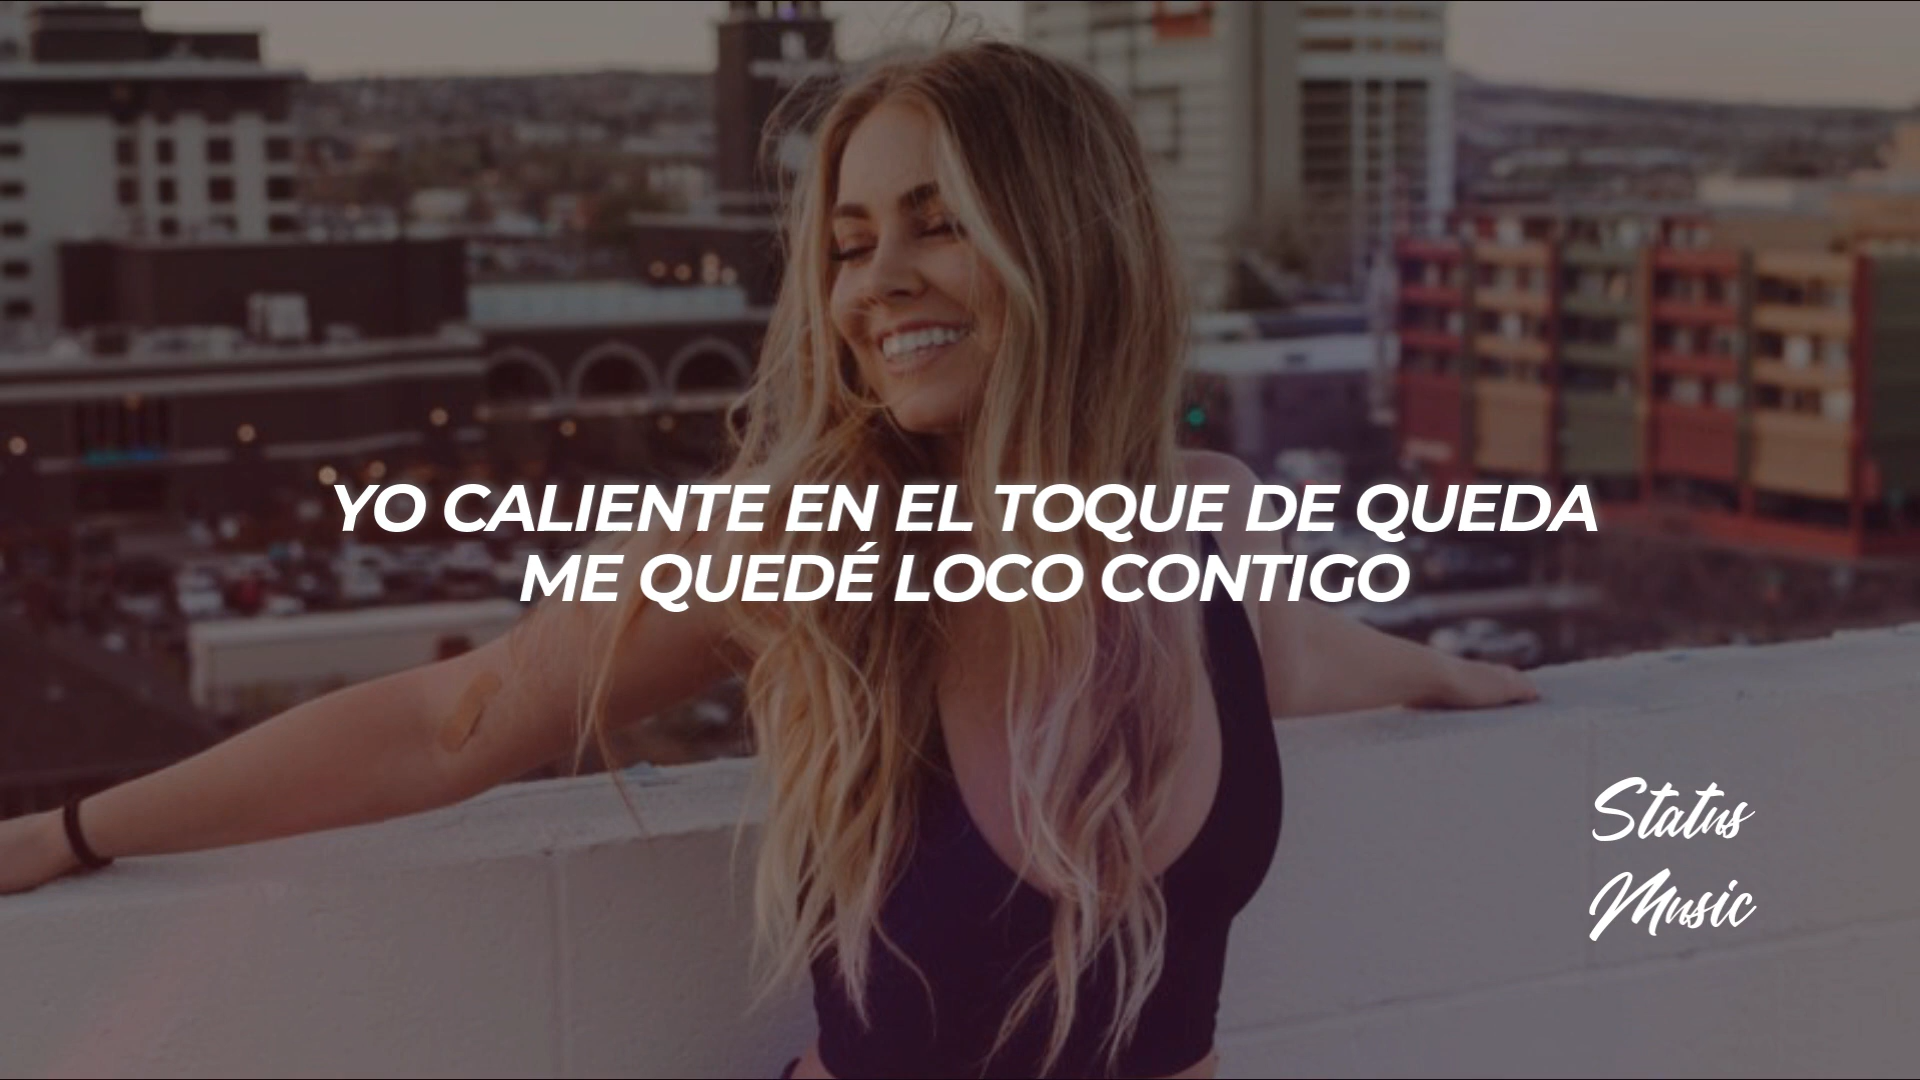 YO CALIENTE EN EL TOQUE DE QUEDA
ME QUEDÉ LOCO CONTIGO
Status
Music